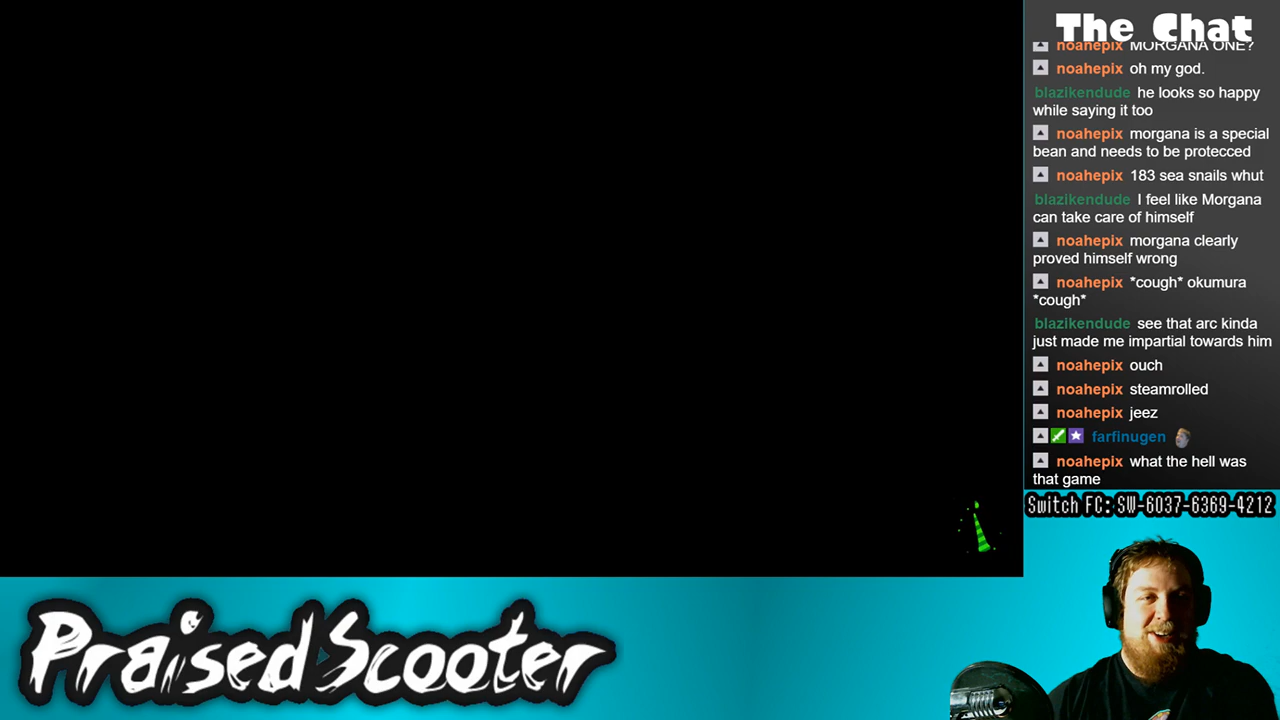 The Chat
noahepix MORGANA ONE?
noahepix oh my god.
blazikendude he looks so happy
while saying it too
noahepix morgana is a special
bean and needs to be protecced
noahepix 183 sea snails whut
blazikendude I feel like Morgana
can take care of himself
noahepix morgana clearly
proved himself wrong
noahepix *cough* okumura
*cough*
blazikendude see that arc kinda
just made me impartial towards him
noahepix ouch
noahepix steamrolled
noahepix jeez
farfinugen
noahepix what the hell was
that game
Switch FC: SW-6037-6369-4212
PraisedScooter